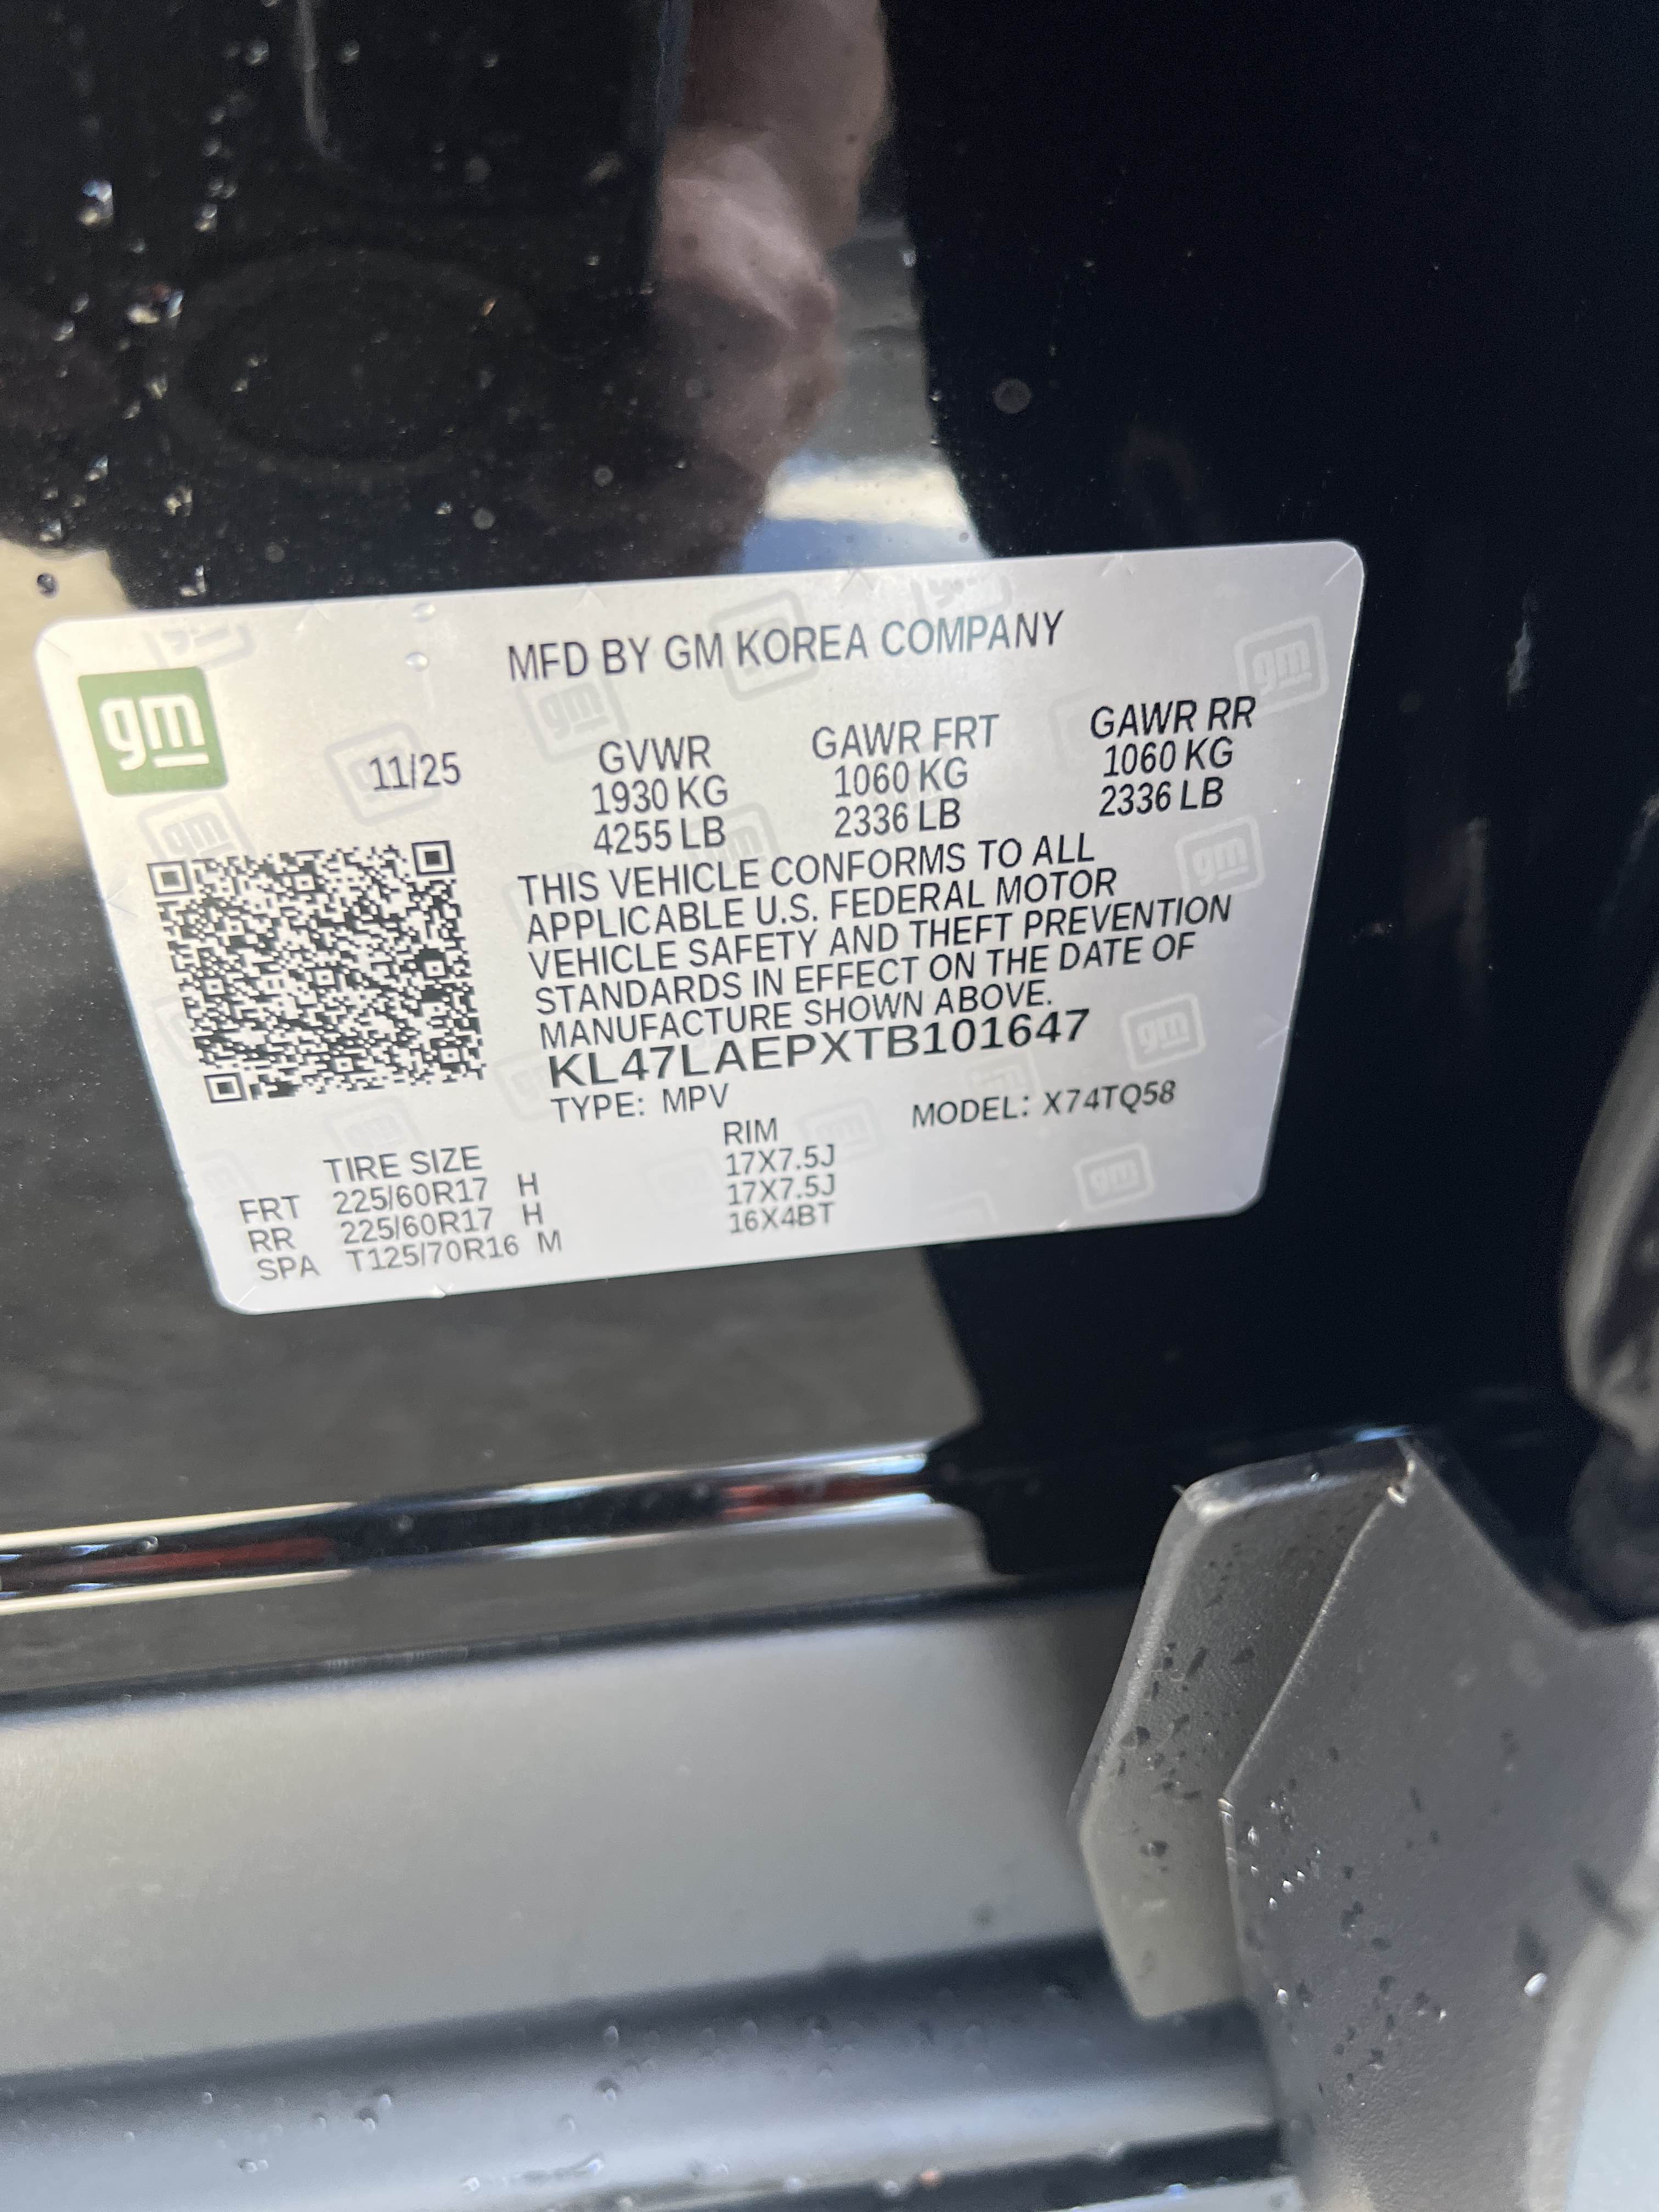 gm
MFD BY GM KOREA COMPANY
11/25
GVWR
1930 KG
4255 LB
GAWR FRT
1060 KG
2336 LB
GAWR RR
1060 KG
2336 LB
THIS VEHICLE CONFORMS TO ALL
APPLICABLE U.S. FEDERAL MOTOR
VEHICLE SAFETY AND THEFT PREVENTION
STANDARDS IN EFFECT ON THE DATE OF
MANUFACTURE SHOWN ABOVE.
KL47LAEPXTB101647
TYPE: MPV MODEL: X74TQ58
TIRE SIZE RIM
FRT 225/60R17 H 17X7.5J
RR 225/60R17 H 17X7.5J
SPA T125/70R16 M 16X4BT